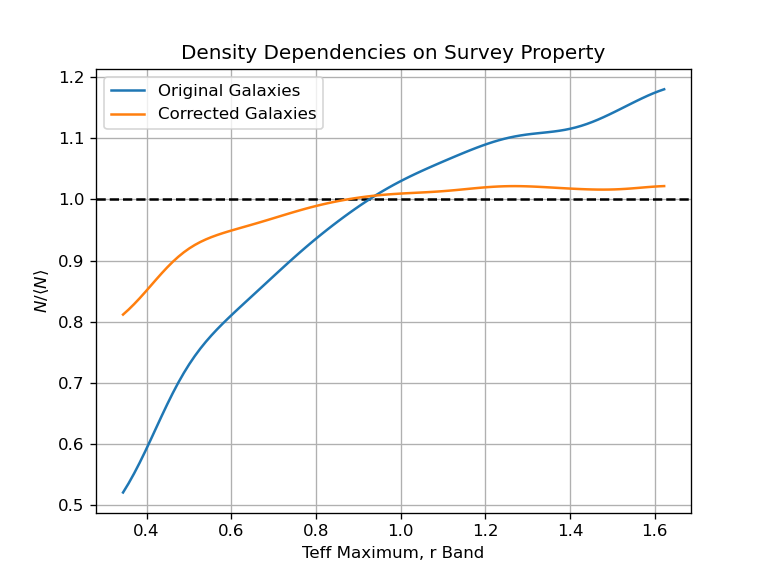 Density Dependencies on Survey Property
Original Galaxies
Corrected Galaxies
1.2
1.1
1.0
0.9
0.8
0.7
0.6
0.5
N/⟨N⟩
0.4 0.6 0.8 1.0 1.2 1.4 1.6
Teff Maximum, r Band